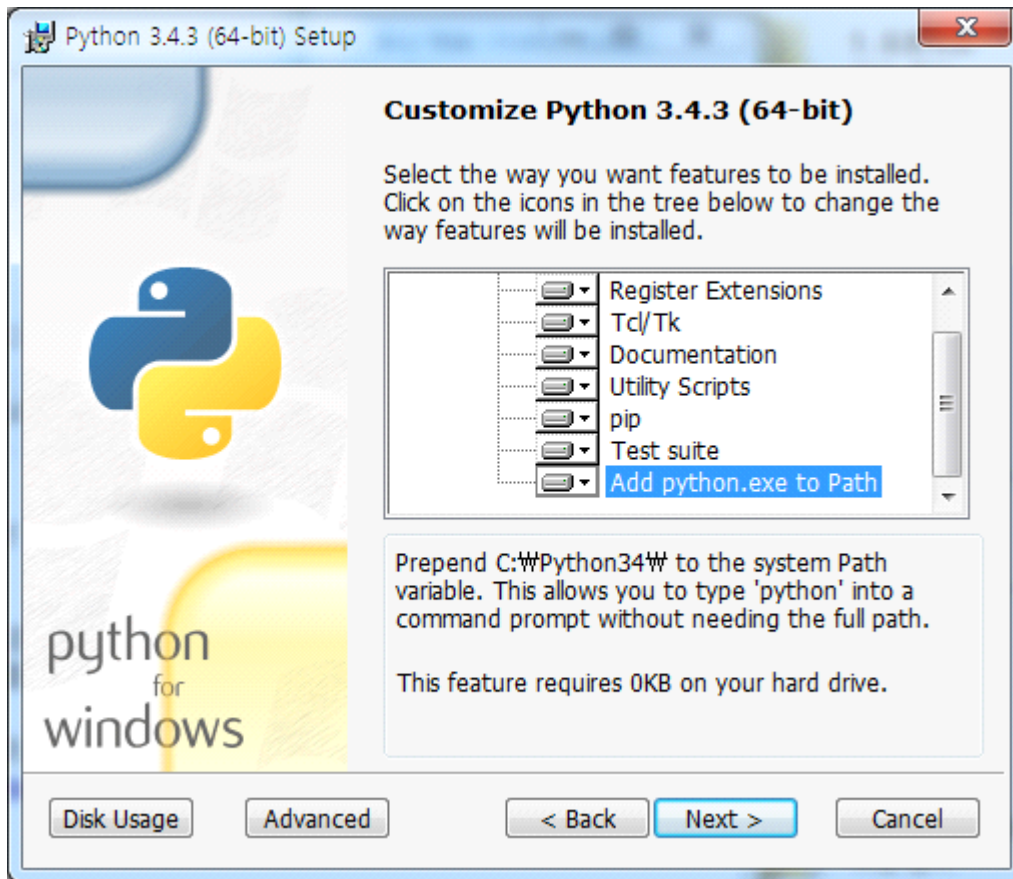 Python 3.4.3 (64-bit) Setup
Customize Python 3.4.3 (64-bit)
Select the way you want features to be installed.
Click on the icons in the tree below to change the
way features will be installed.
Register Extensions
Tcl/Tk
Documentation
Utility Scripts
pip
Test suite
Add python.exe to Path
Prepend C:₩Python34₩ to the system Path
variable. This allows you to type 'python' into a
command prompt without needing the full path.
This feature requires 0KB on your hard drive.
python
for
windows
Disk Usage
Advanced
< Back
Next >
Cancel